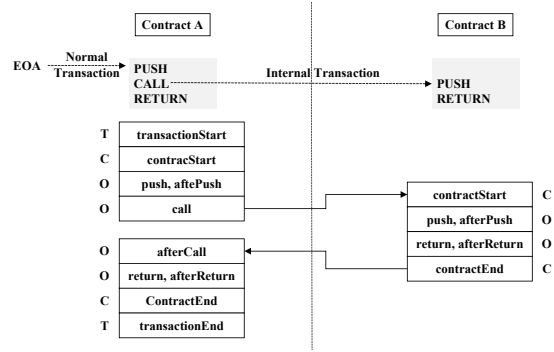 Contract A
Contract B
EOA
Normal
Transaction
PUSH
CALL
RETURN
Internal Transaction
PUSH
RETURN
T transactionStart
C contracStart
O push, aftePush
O call
contractStart C
push, afterPush O
return, afterReturn O
contractEnd C
O afterCall
O return, afterReturn
C ContractEnd
T transactionEnd